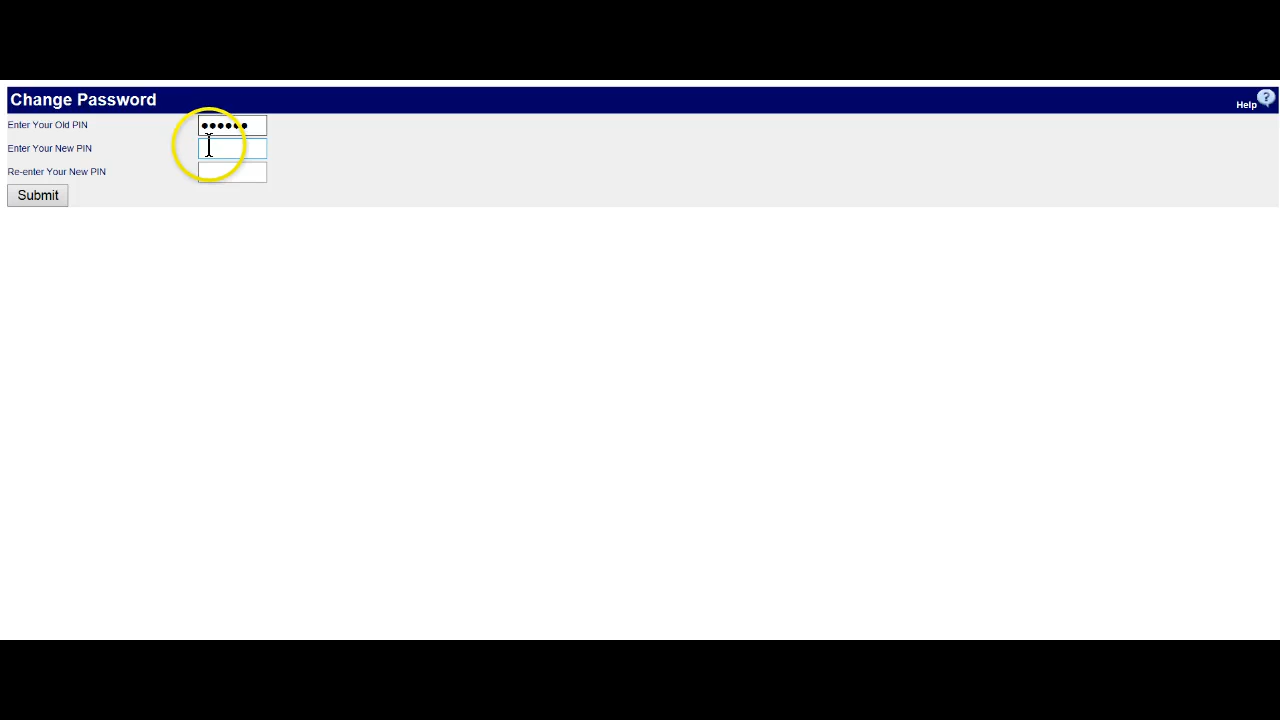 Change Password
Help
Enter Your Old PIN ••••••
Enter Your New PIN
Re-enter Your New PIN
Submit